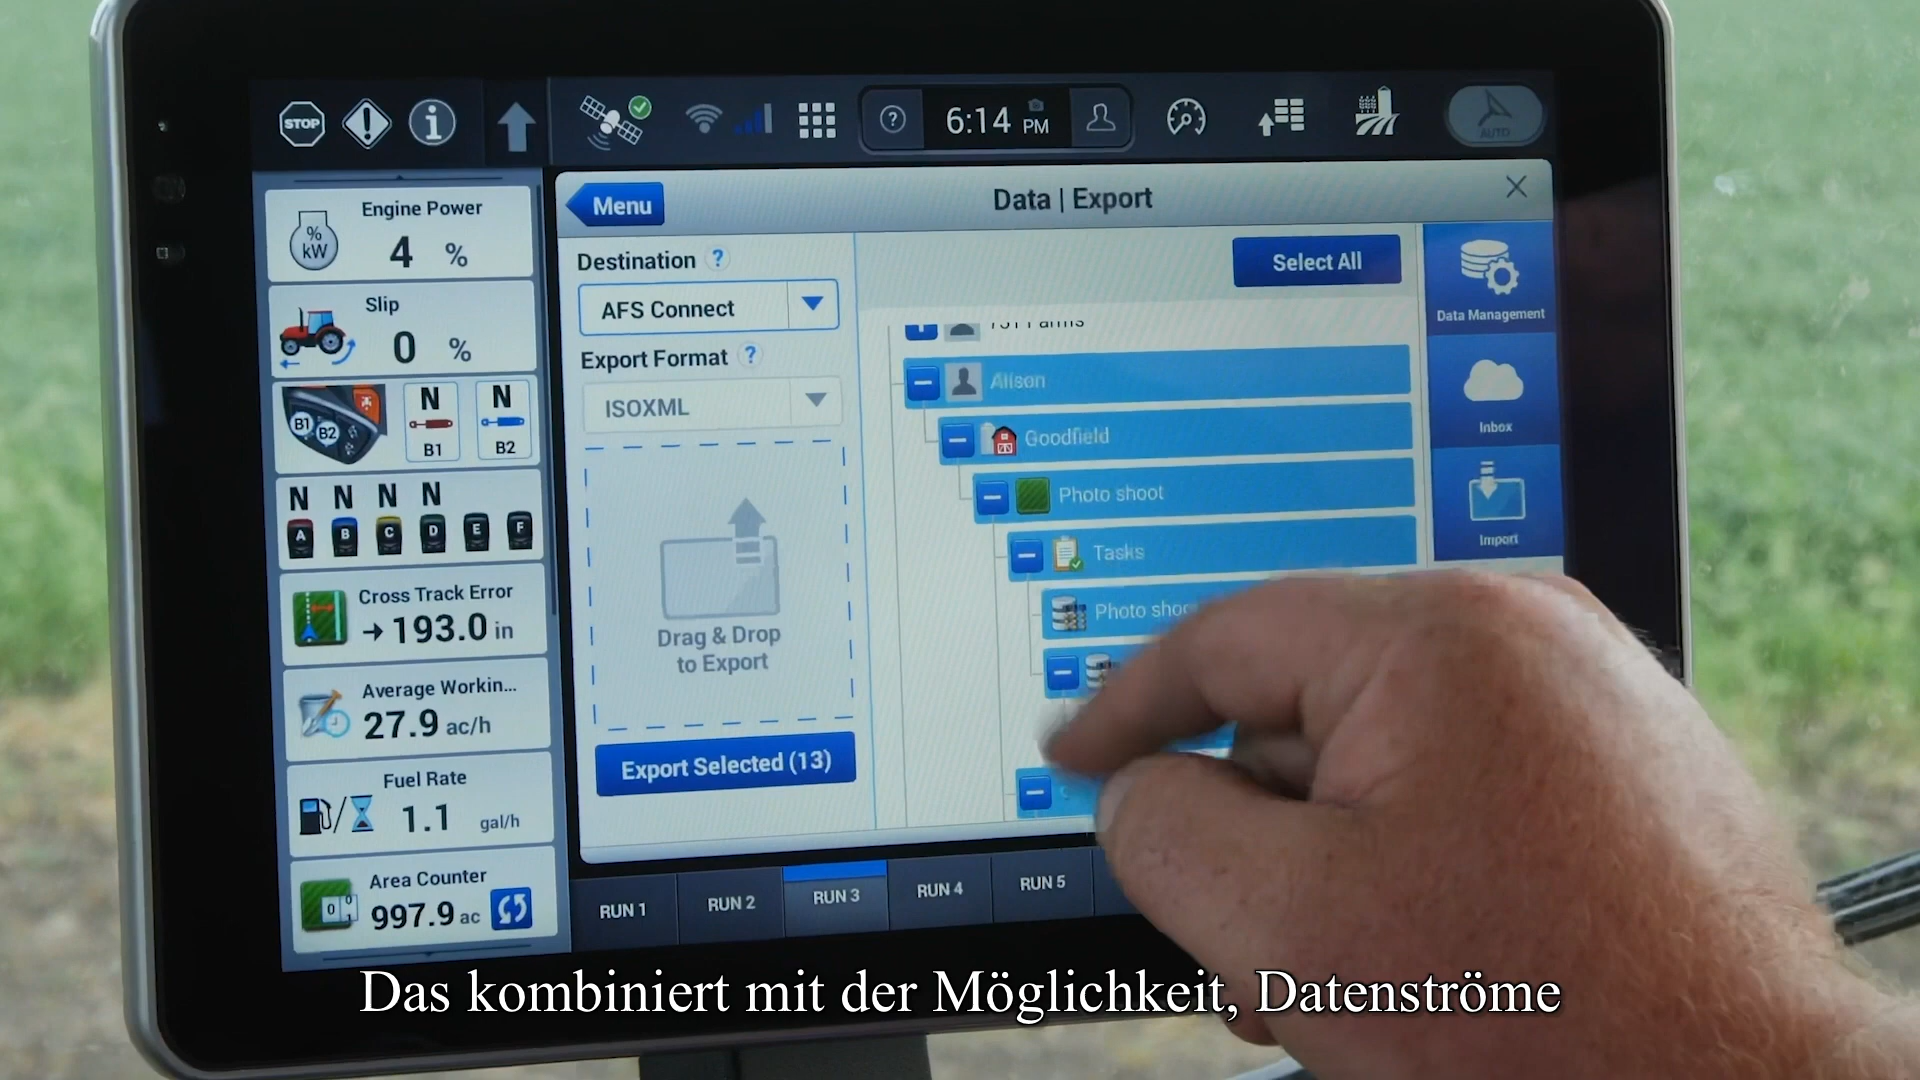 STOP
6:14 PM
AUTO
Engine Power
% kW
4 %
Slip
0 %
B1 B2
N N
B1 B2
N N N N
A B C D E F
Cross Track Error
193.0 in
Average Workin...
27.9 ac/h
Fuel Rate
1.1 gal/h
Area Counter
997.9 ac
Menu
Data | Export
Destination ?
AFS Connect
Export Format ?
ISOXML
Drag & Drop
to Export
Export Selected (13)
Select All
Alison
Goodfield
Photo shoot
Tasks
Data Management
Inbox
Import
RUN 1
RUN 2
RUN 3
RUN 4
RUN 5
Das kombiniert mit der Möglichkeit, Datenströme